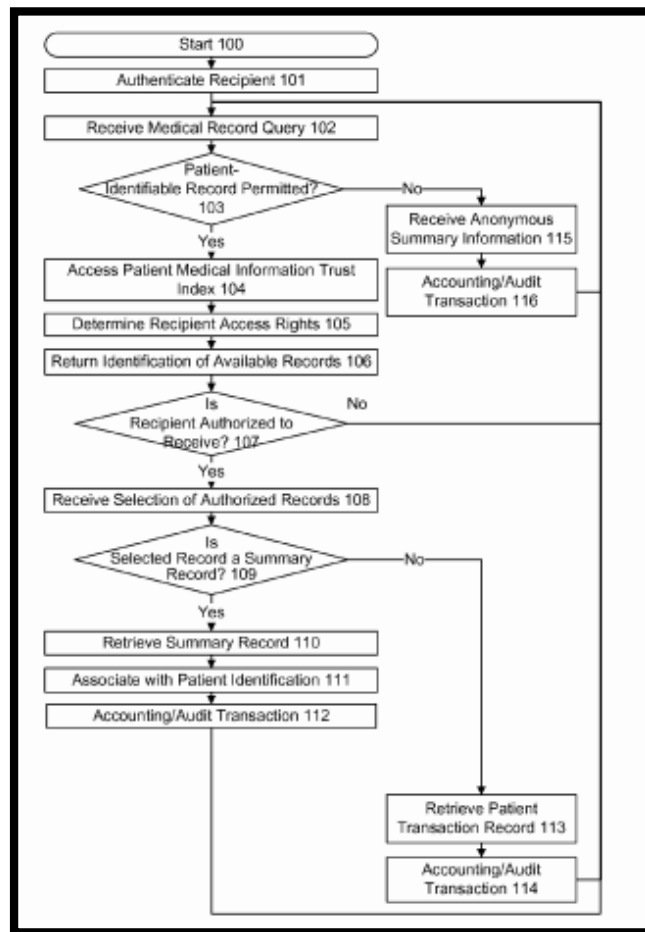 Start 100
Authenticate Recipient 101
Receive Medical Record Query 102
Patient-
Identifiable Record Permitted?
103
No
Receive Anonymous
Summary Information 115
Yes
Accounting/Audit
Transaction 116
Access Patient Medical Information Trust
Index 104
Determine Recipient Access Rights 105
Return Identification of Available Records 106
Is
Recipient Authorized to
Receive? 107
No
Yes
Receive Selection of Authorized Records 108
Is
Selected Record a Summary
Record? 109
No
Yes
Retrieve Summary Record 110
Associate with Patient Identification 111
Accounting/Audit Transaction 112
Retrieve Patient
Transaction Record 113
Accounting/Audit
Transaction 114